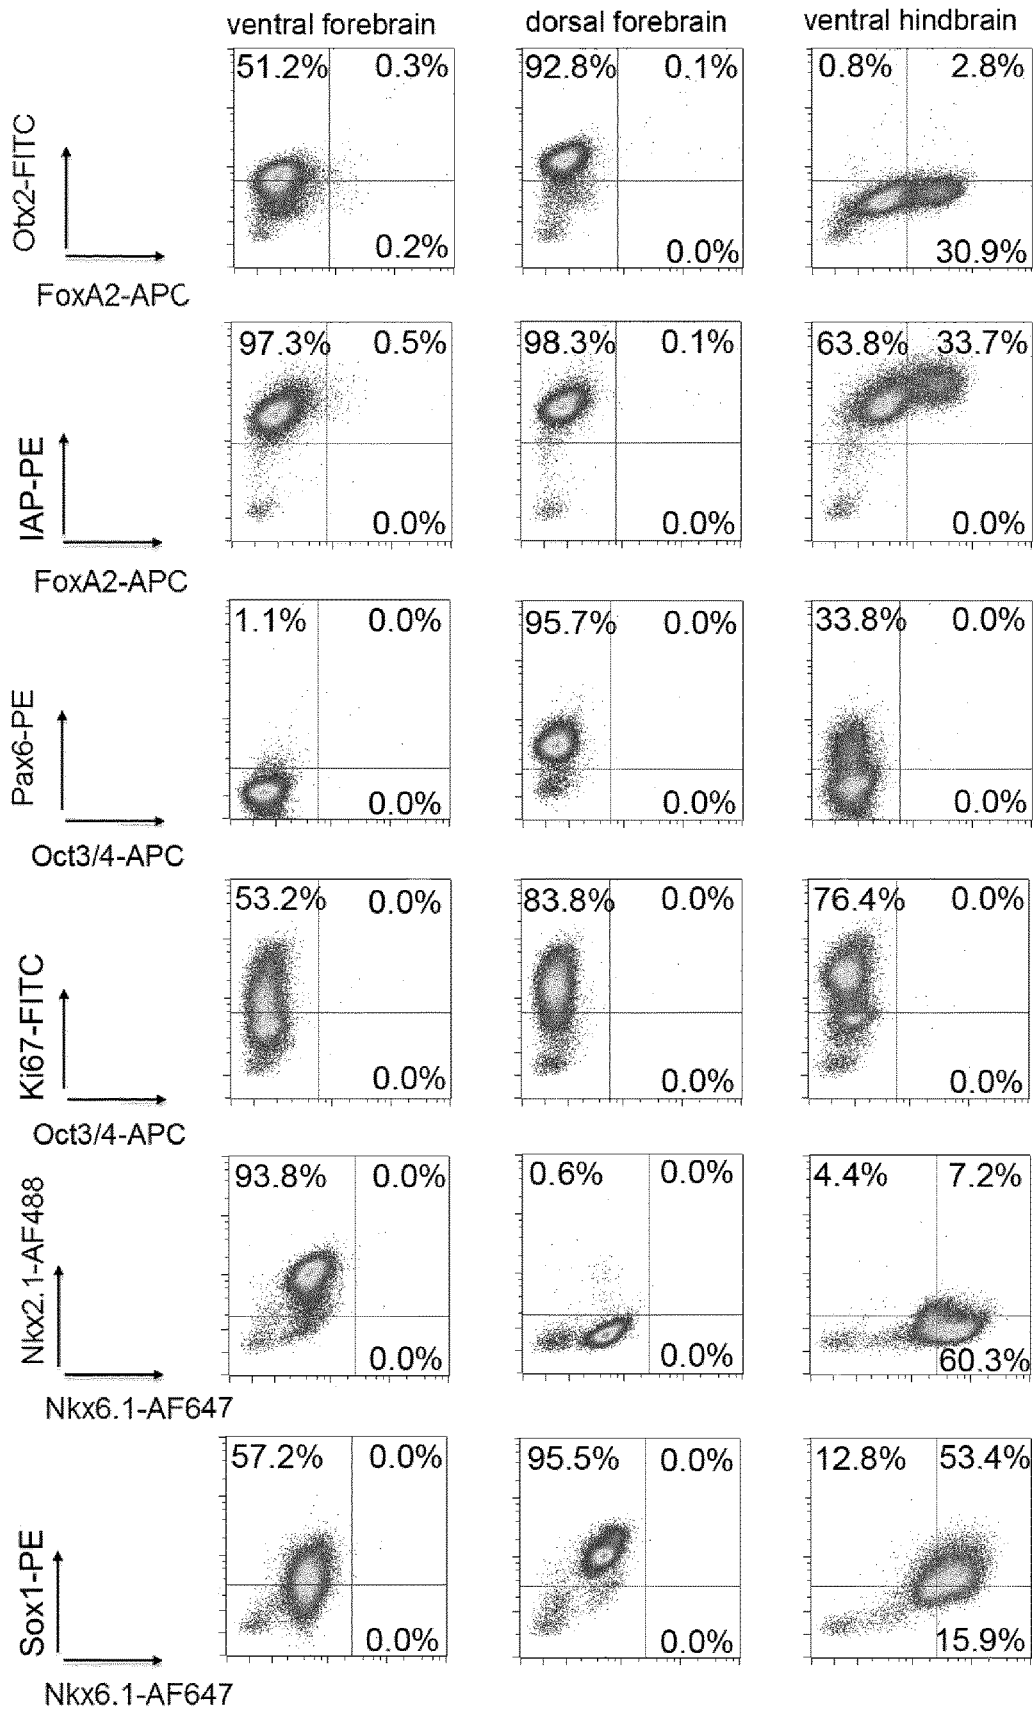 ventral forebrain dorsal forebrain ventral hindbrain
51.2% 0.3% 92.8% 0.1% 0.8% 2.8%
Otx2-FITC
0.2% 0.0% 30.9%
FoxA2-APC
97.3% 0.5% 98.3% 0.1% 63.8% 33.7%
IAP-PE
0.0% 0.0% 0.0%
FoxA2-APC
1.1% 0.0% 95.7% 0.0% 33.8% 0.0%
Pax6-PE
0.0% 0.0% 0.0%
Oct3/4-APC
53.2% 0.0% 83.8% 0.0% 76.4% 0.0%
Ki67-FITC
0.0% 0.0% 0.0%
Oct3/4-APC
93.8% 0.0% 0.6% 0.0% 4.4% 7.2%
Nkx2.1-AF488
0.0% 0.0% 60.3%
Nkx6.1-AF647
57.2% 0.0% 95.5% 0.0% 12.8% 53.4%
Sox1-PE
0.0% 0.0% 15.9%
Nkx6.1-AF647